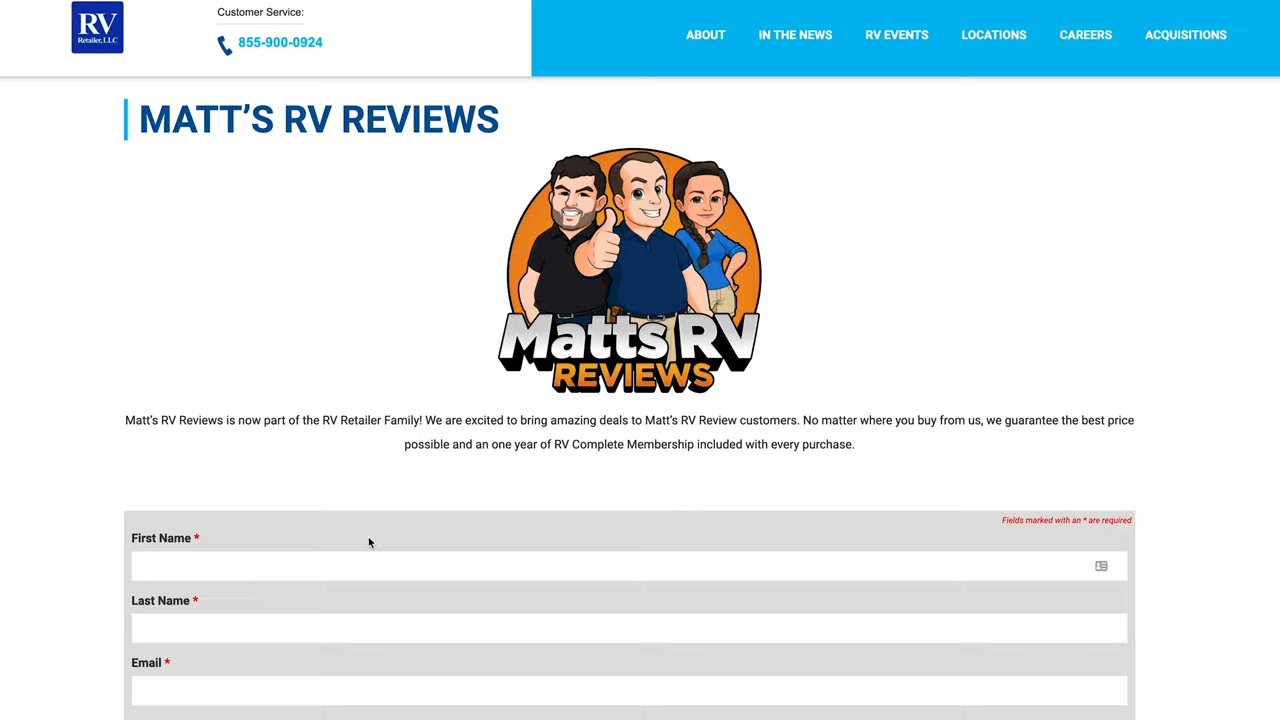 RV
Retailer, LLC
Customer Service:
855-900-0924
ABOUT
IN THE NEWS
RV EVENTS
LOCATIONS
CAREERS
ACQUISITIONS
MATT’S RV REVIEWS
Matts RV
REVIEWS
Matt’s RV Reviews is now part of the RV Retailer Family! We are excited to bring amazing deals to Matt’s RV Review customers. No matter where you buy from us, we guarantee the best price
possible and an one year of RV Complete Membership included with every purchase.
Fields marked with an * are required
First Name *
Last Name *
Email *